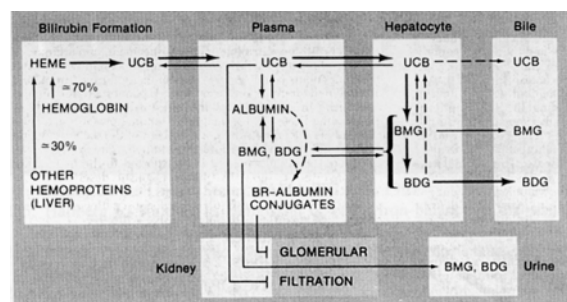 Bilirubin Formation
Plasma
Hepatocyte
Bile
HEME
UCB
UCB
UCB
UCB
≃70%
HEMOGLOBIN
ALBUMIN
BMG
BMG
≃30%
BMG, BDG
BDG
BDG
OTHER
HEMOPROTEINS
(LIVER)
BR-ALBUMIN
CONJUGATES
Kidney
GLOMERULAR
FILTRATION
BMG, BDG
Urine